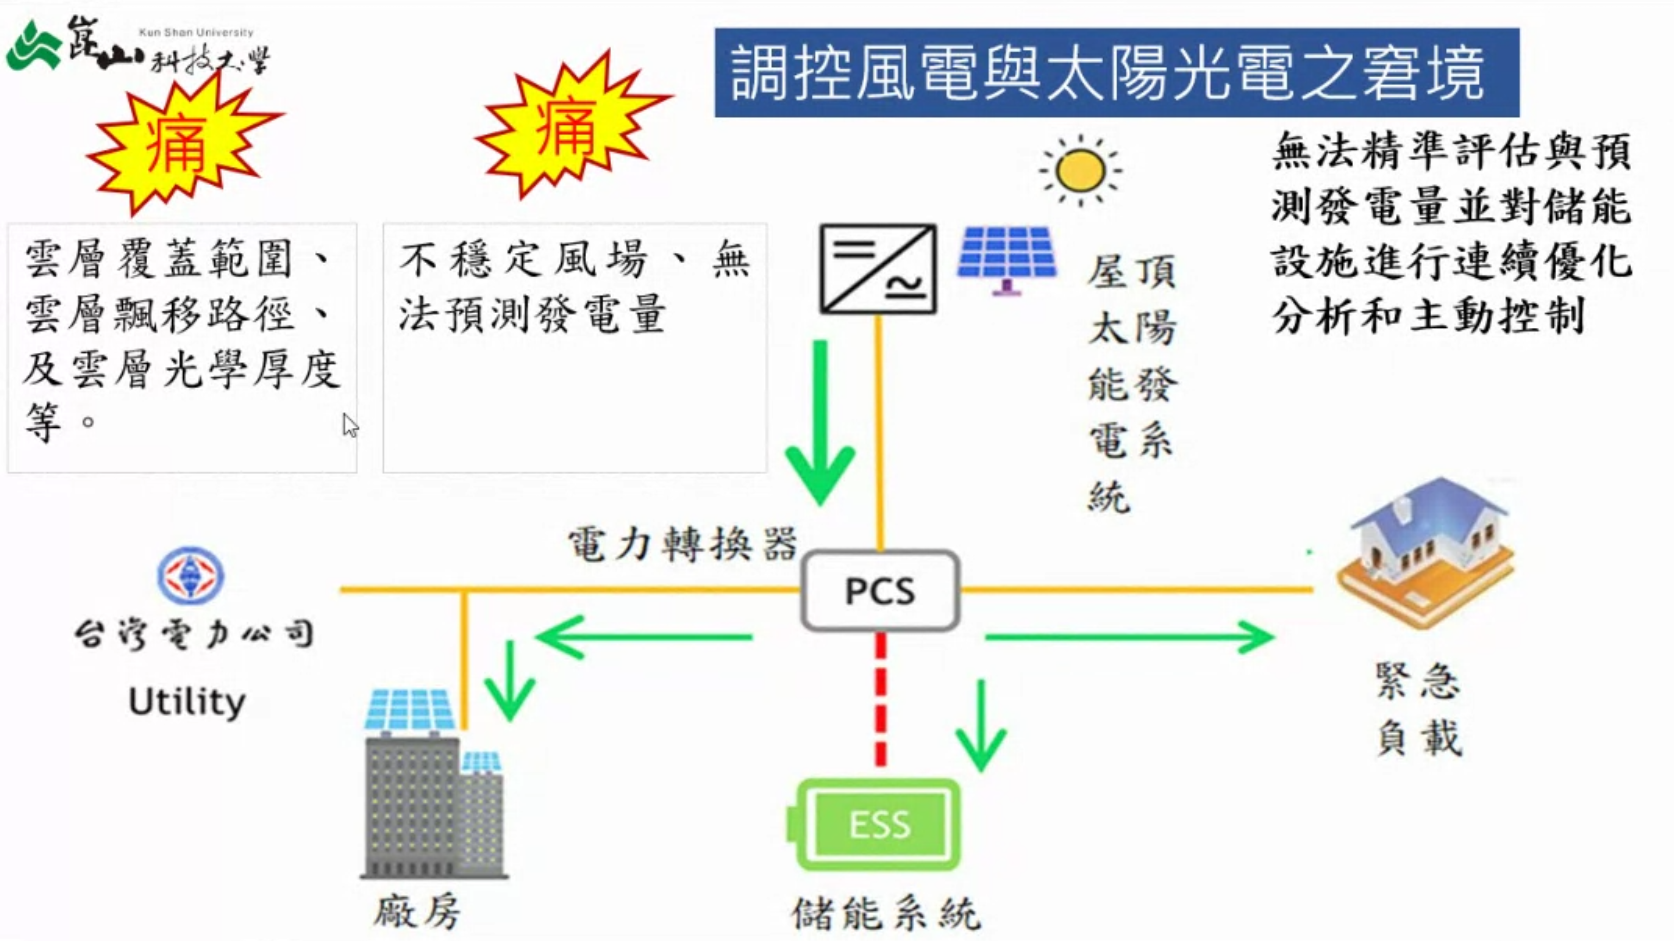 Kun Shan University
崑山科技大學
調控風電與太陽光電之窘境
痛
痛
雲層覆蓋範圍、
雲層飄移路徑、
及雲層光學厚度
等。
不穩定風場、無
法預測發電量
屋頂
太陽
能發
電系
統
無法精準評估與預
測發電量並對儲能
設施進行連續優化
分析和主動控制
電力轉換器
PCS
台灣電力公司
Utility
緊急
負載
ESS
廠房
儲能系統